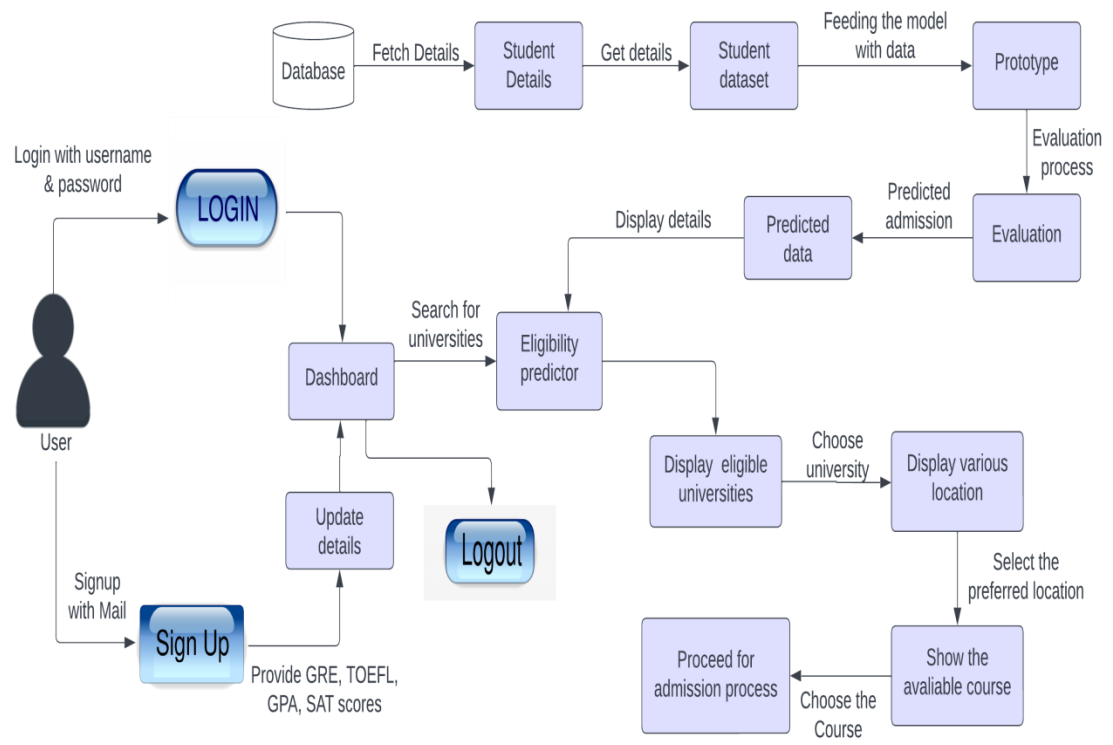 Database
Fetch Details
Student
Details
Get details
Student
dataset
Feeding the model
with data
Prototype
Evaluation
process
Login with username
& password
LOGIN
Display details
Predicted
data
Predicted
admission
Evaluation
Search for
universities
Dashboard
Eligibility
predictor
User
Display eligible
universities
Choose
university
Display various
location
Update
details
Logout
Signup
with Mail
Sign Up
Provide GRE, TOEFL,
GPA, SAT scores
Select the
preferred location
Proceed for
admission process
Choose the
Course
Show the
avaliable course